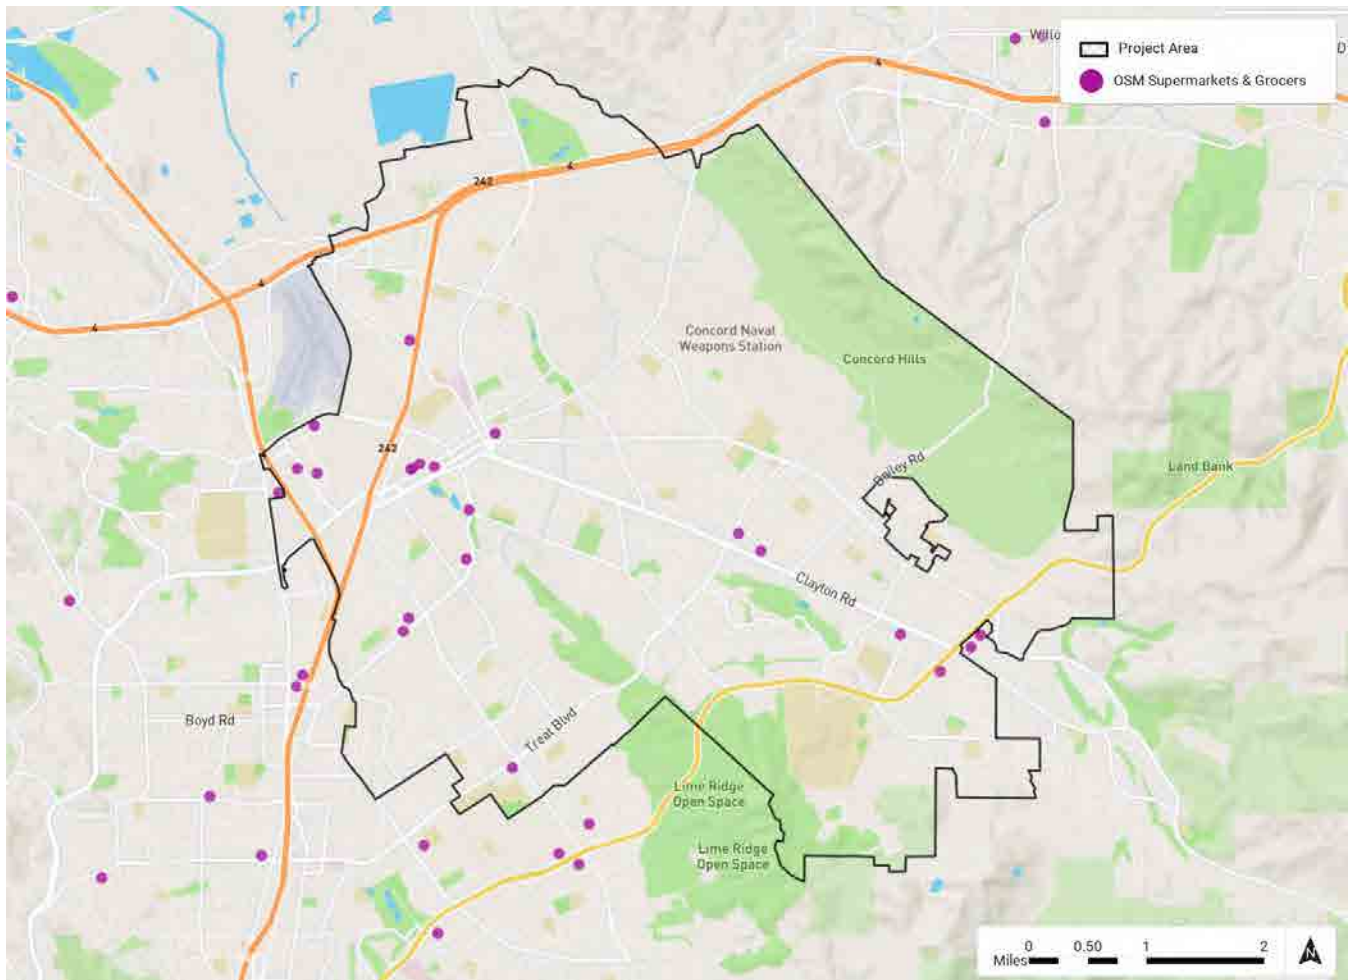 Willo
D
Project Area
OSM Supermarkets & Grocers
4
4
242
4
4
Concord Naval
Weapons Station
Concord Hills
242
Bailey Rd
Land Bank
Clayton Rd
Boyd Rd
Treat Blvd
Lime Ridge
Open Space
Lime Ridge
Open Space
0 0.50 1 2
Miles
N